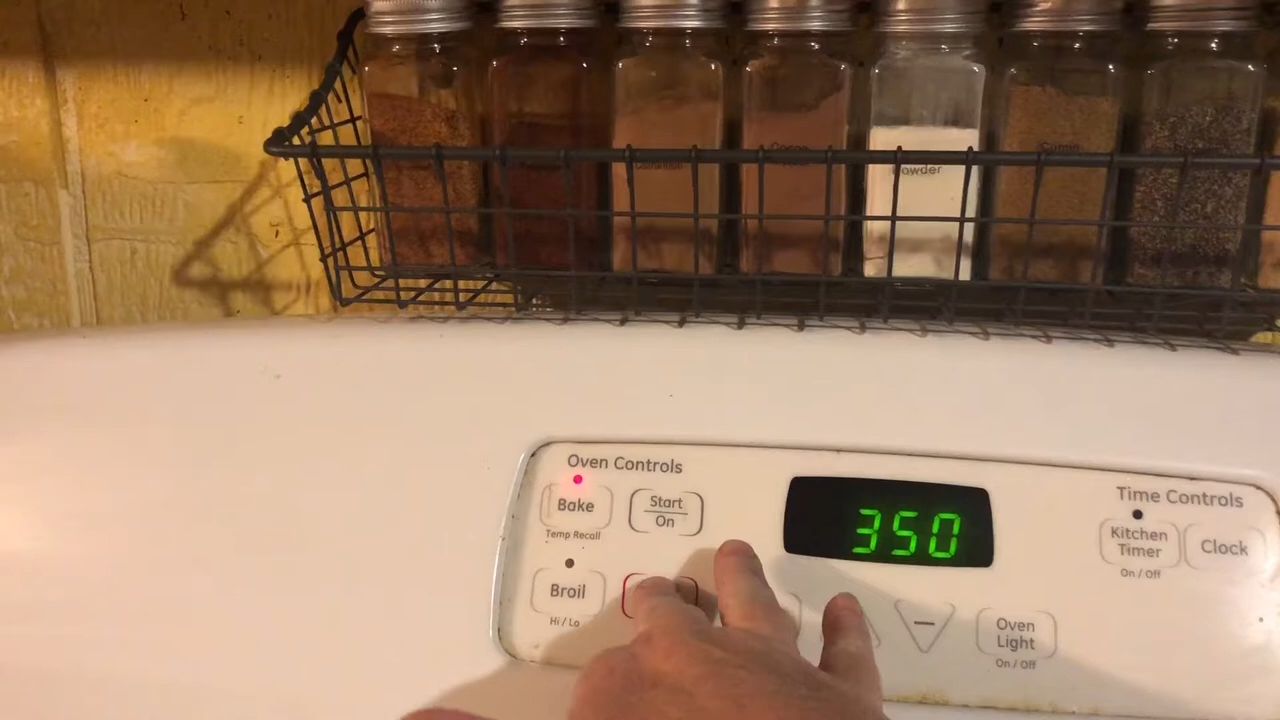 Cumin
Powder
Oven Controls
Bake
Temp Recall
Start
On
350
Time Controls
Kitchen
Timer
On / Off
Clock
Broil
Hi / Lo
Oven
Light
On / Off